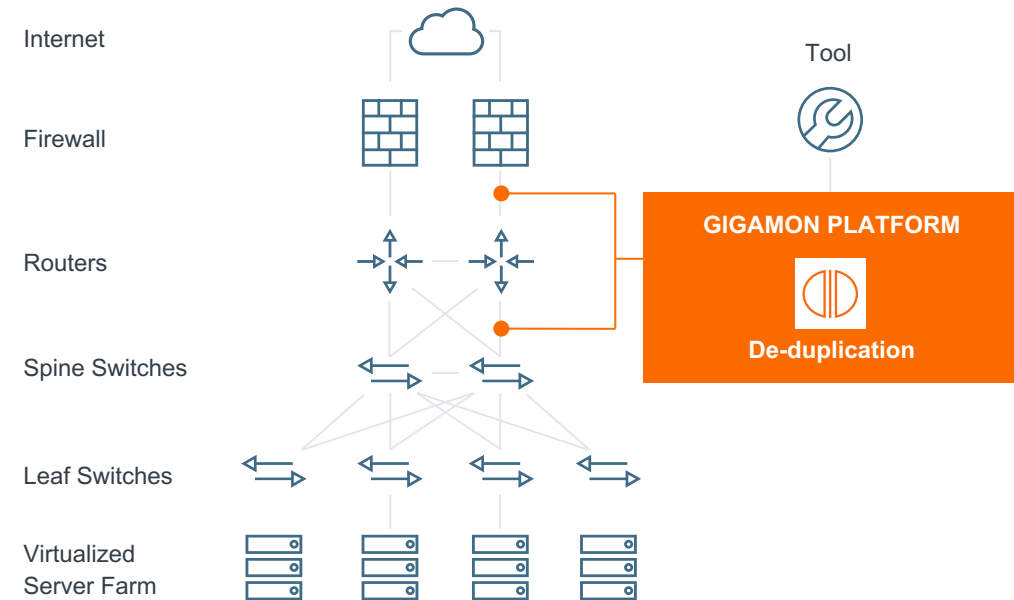 Internet
Tool
Firewall
GIGAMON PLATFORM
Routers
De-duplication
Spine Switches
Leaf Switches
Virtualized
Server Farm